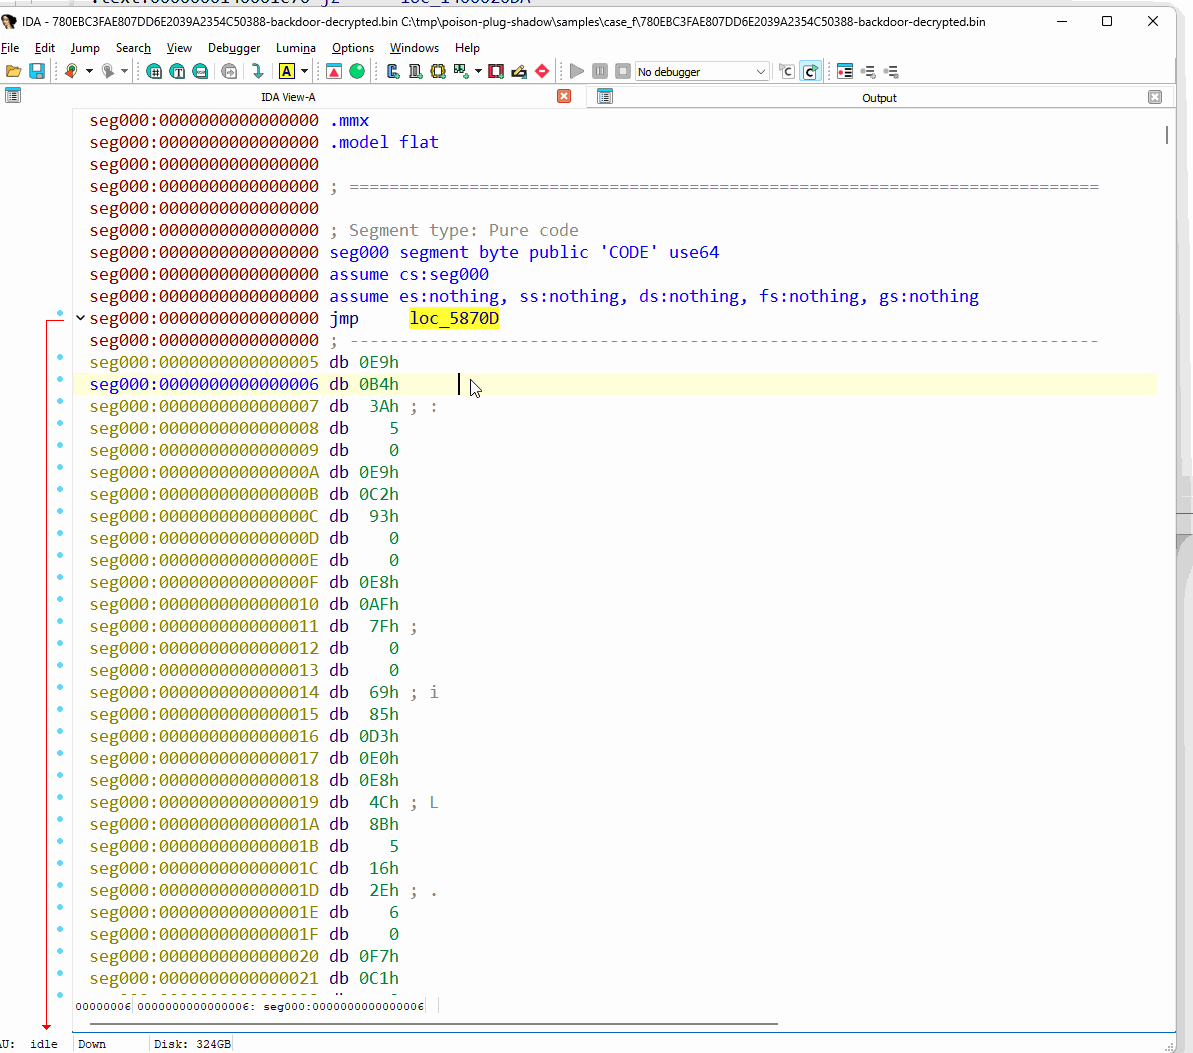 IDA - 780EBC3FAE807DD6E2039A2354C50388-backdoor-decrypted.bin C:\tmp\poison-plug-shadow\samples\case_f\780EBC3FAE807DD6E2039A2354C50388-backdoor-decrypted.bin
File Edit Jump Search View Debugger Lumina Options Windows Help
No debugger
IDA View-A
Output
seg000:0000000000000000 .mmx
seg000:0000000000000000 .model flat
seg000:0000000000000000
seg000:0000000000000000 ; ===========================================================================
seg000:0000000000000000
seg000:0000000000000000 ; Segment type: Pure code
seg000:0000000000000000 seg000 segment byte public 'CODE' use64
seg000:0000000000000000 assume cs:seg000
seg000:0000000000000000 assume es:nothing, ss:nothing, ds:nothing, fs:nothing, gs:nothing
seg000:0000000000000000 jmp loc_5870D
seg000:0000000000000000 ; ---------------------------------------------------------------------------
seg000:0000000000000005 db 0E9h
seg000:0000000000000006 db 0B4h
seg000:0000000000000007 db 3Ah ; :
seg000:0000000000000008 db 5
seg000:0000000000000009 db 0
seg000:000000000000000A db 0E9h
seg000:000000000000000B db 0C2h
seg000:000000000000000C db 93h
seg000:000000000000000D db 0
seg000:000000000000000E db 0
seg000:000000000000000F db 0E8h
seg000:0000000000000010 db 0AFh
seg000:0000000000000011 db 7Fh ;
seg000:0000000000000012 db 0
seg000:0000000000000013 db 0
seg000:0000000000000014 db 69h ; i
seg000:0000000000000015 db 85h
seg000:0000000000000016 db 0D3h
seg000:0000000000000017 db 0E0h
seg000:0000000000000018 db 0E8h
seg000:0000000000000019 db 4Ch ; L
seg000:000000000000001A db 8Bh
seg000:000000000000001B db 5
seg000:000000000000001C db 16h
seg000:000000000000001D db 2Eh ; .
seg000:000000000000001E db 6
seg000:000000000000001F db 0
seg000:0000000000000020 db 0F7h
seg000:0000000000000021 db 0C1h
00000006 0000000000000006: seg000:0000000000000006
AU: idle Down Disk: 324GB